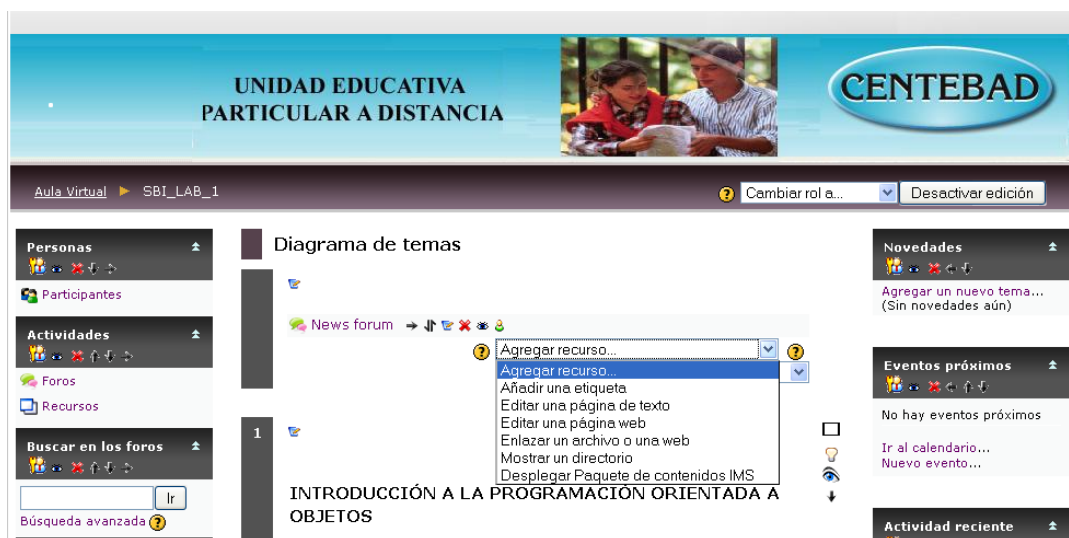 UNIDAD EDUCATIVA
PARTICULAR A DISTANCIA
CENTEBAD
Aula Virtual ► SBI_LAB_1
Cambiar rol a...
Desactivar edición
Personas
Participantes
Actividades
Foros
Recursos
Buscar en los foros
Ir
Búsqueda avanzada
Diagrama de temas
News forum
Agregar recurso...
Agregar recurso...
Añadir una etiqueta
Editar una página de texto
Editar una página web
Enlazar un archivo o una web
Mostrar un directorio
Desplegar Paquete de contenidos IMS
1
INTRODUCCIÓN A LA PROGRAMACIÓN ORIENTADA A
OBJETOS
Novedades
Agregar un nuevo tema...
(Sin novedades aún)
Eventos próximos
No hay eventos próximos
Ir al calendario...
Nuevo evento...
Actividad reciente